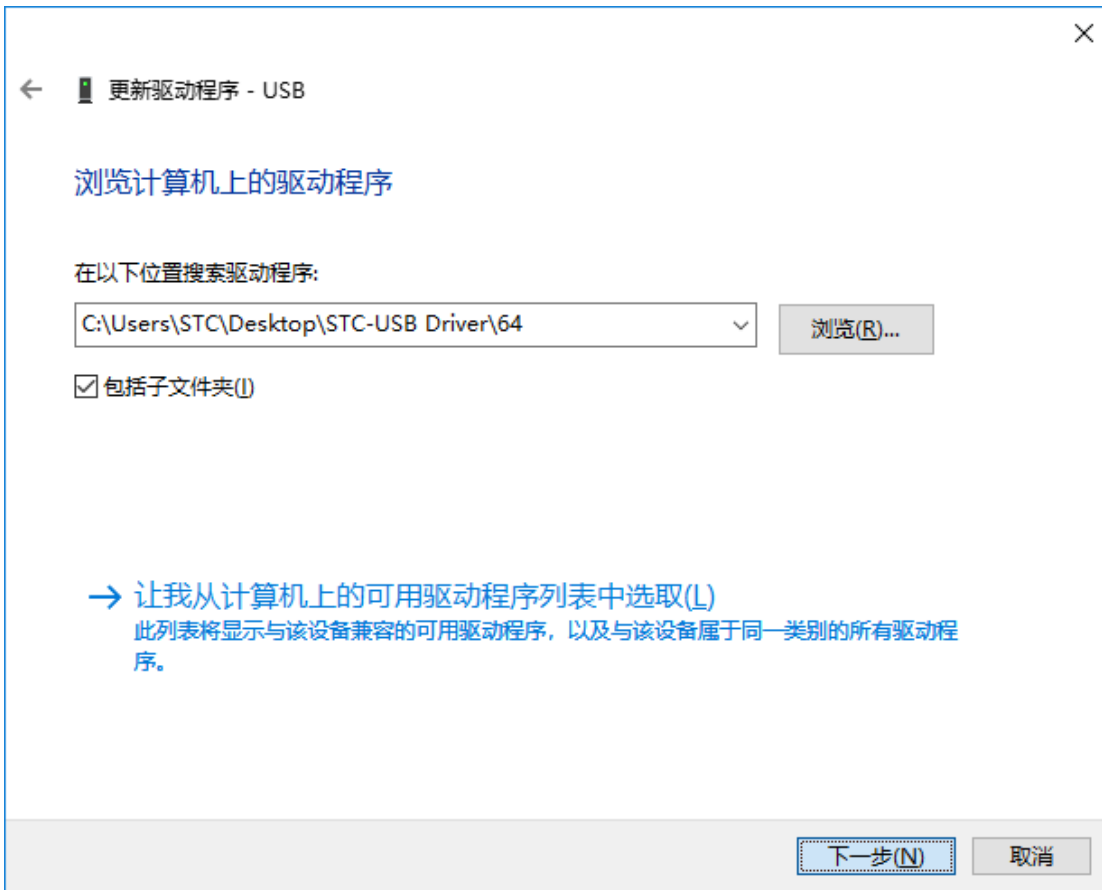 更新驱动程序 - USB
浏览计算机上的驱动程序
在以下位置搜索驱动程序:
C:\Users\STC\Desktop\STC-USB Driver\64
浏览(R)...
包括子文件夹(I)
让我从计算机上的可用驱动程序列表中选取(L)
此列表将显示与该设备兼容的可用驱动程序，以及与该设备属于同一类别的所有驱动程
序。
下一步(N)
取消